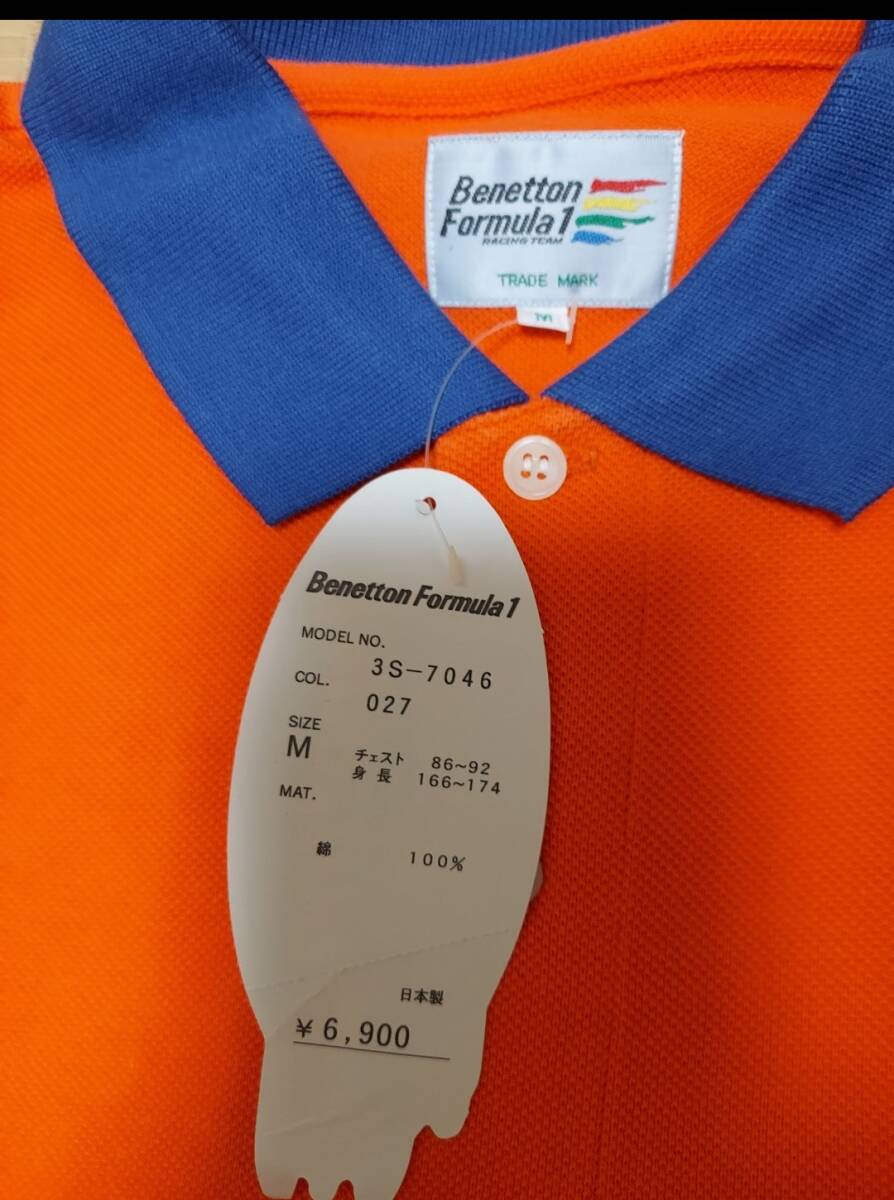 Benetton
Formula 1
RACING TEAM
TRADE MARK
M
Benetton Formula 1
MODEL NO.
3S-7046
COL.
027
SIZE
M
チェスト 86~92
身長 166~174
MAT.
綿 100%
日本製
¥6,900